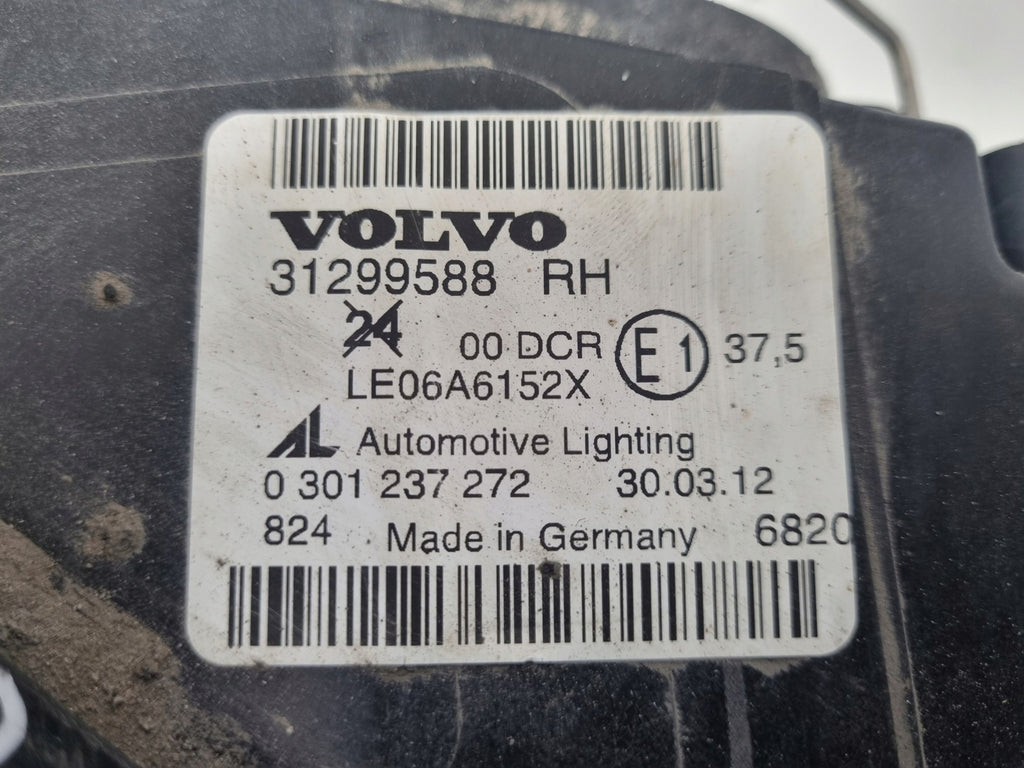 VOLVO
31299588 RH
24 00 DCR E1 37,5
LE06A6152X
AL Automotive Lighting
0 301 237 272 30.03.12
824 Made in Germany 6820